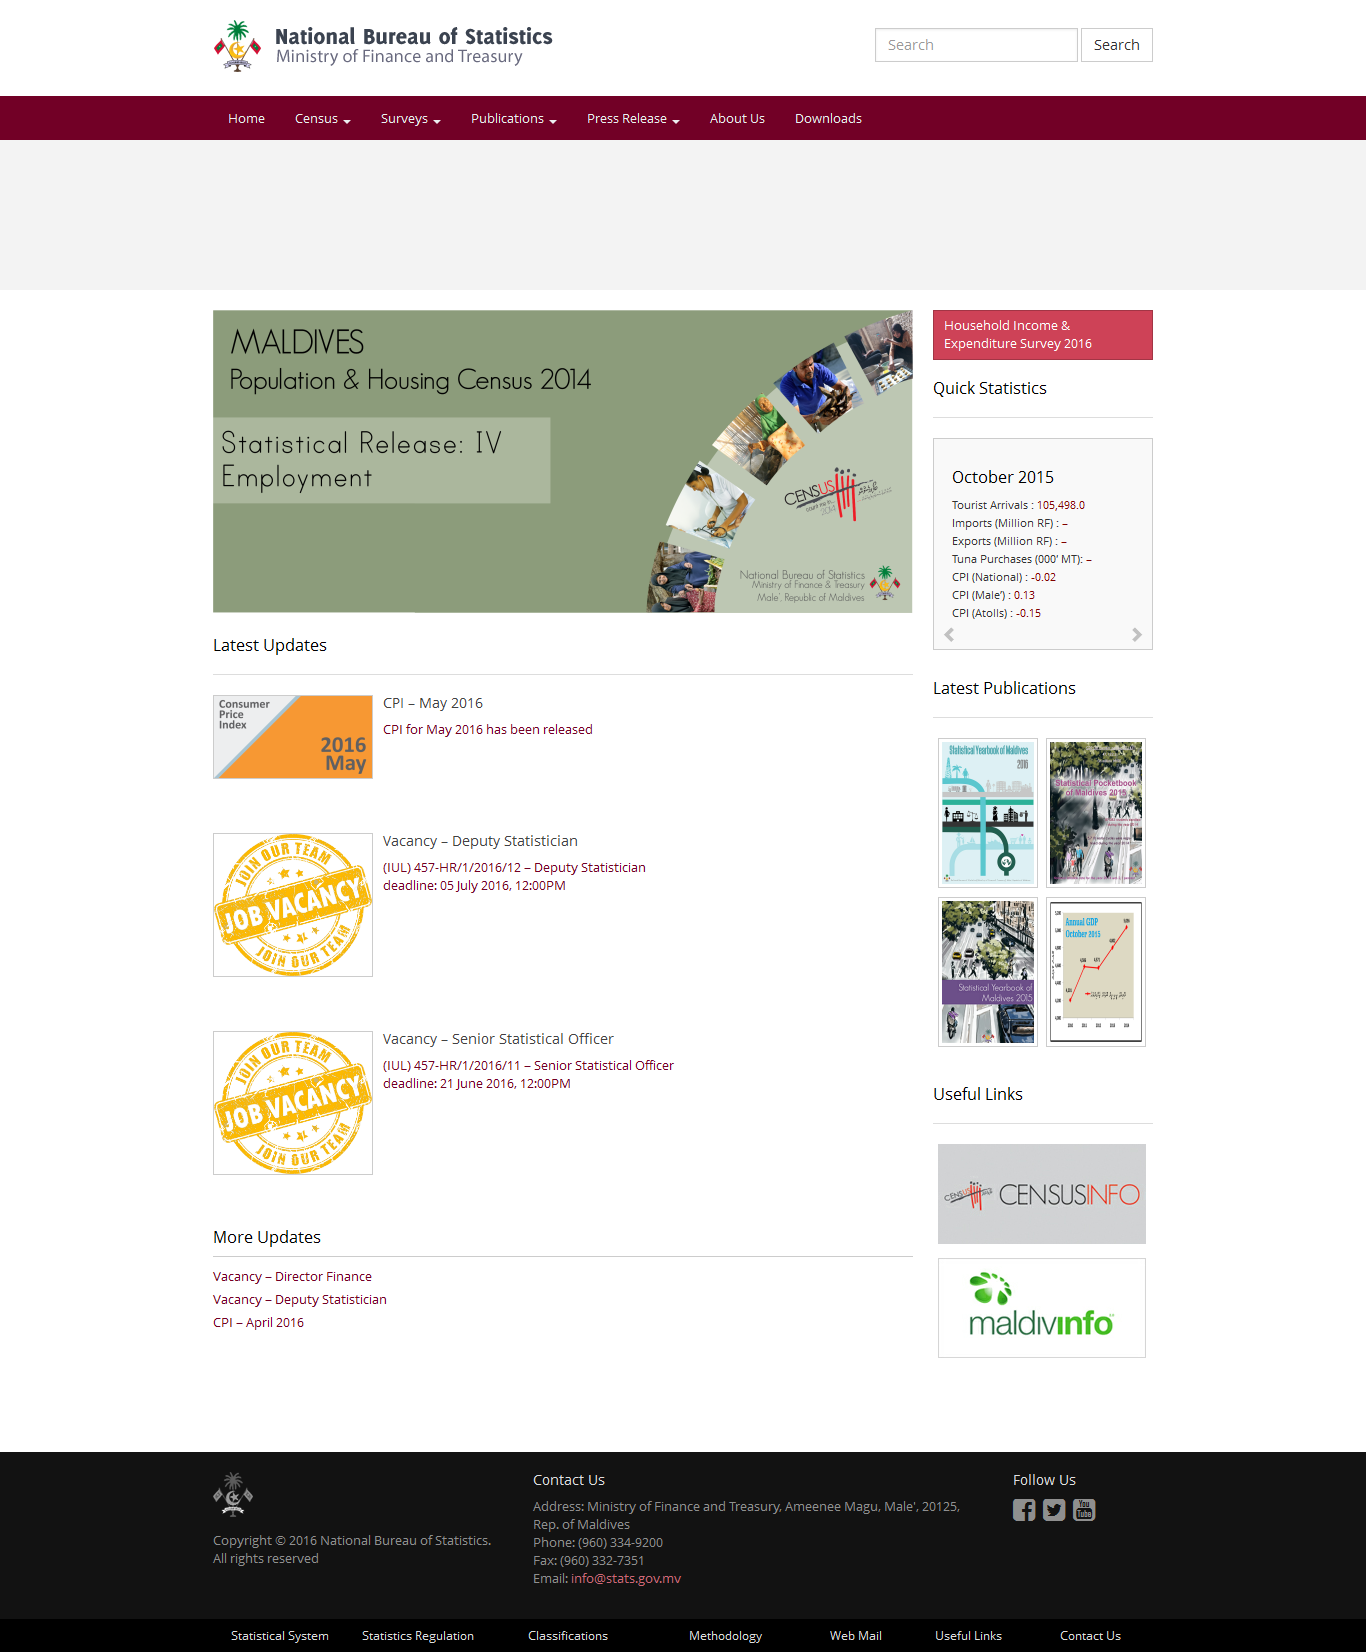 National Bureau of Statistics
Ministry of Finance and Treasury
Search
Search
Home
Census
Surveys
Publications
Press Release
About Us
Downloads
MALDIVES
Population & Housing Census 2014
Statistical Release: IV
Employment
CENSUS
2014
National Bureau of Statistics
Ministry of Finance & Treasury
Male', Republic of Maldives
Household Income &
Expenditure Survey 2016
Quick Statistics
October 2015
Tourist Arrivals : 105,498.0
Imports (Million RF) : –
Exports (Million RF) : –
Tuna Purchases (000' MT): –
CPI (National) : -0.02
CPI (Male') : 0.13
CPI (Atolls) : -0.15
Latest Updates
Consumer
Price
Index
2016
May
CPI – May 2016
CPI for May 2016 has been released
JOIN OUR TEAM
JOB VACANCY
JOIN OUR TEAM
Vacancy – Deputy Statistician
(IUL) 457-HR/1/2016/12 – Deputy Statistician
deadline: 05 July 2016, 12:00PM
JOIN OUR TEAM
JOB VACANCY
JOIN OUR TEAM
Vacancy – Senior Statistical Officer
(IUL) 457-HR/1/2016/11 – Senior Statistical Officer
deadline: 21 June 2016, 12:00PM
More Updates
Vacancy – Director Finance
Vacancy – Deputy Statistician
CPI – April 2016
Latest Publications
Statistical Yearbook of Maldives
2016
Statistical Pocketbook
of Maldives 2015
Statistical Yearbook of
Maldives 2015
Annual GDP
October 2015
Useful Links
CENSUS
CENSUSINFO
maldivinfo
Copyright © 2016 National Bureau of Statistics.
All rights reserved
Contact Us
Address: Ministry of Finance and Treasury, Ameenee Magu, Male', 20125,
Rep. of Maldives
Phone: (960) 334-9200
Fax: (960) 332-7351
Email: info@stats.gov.mv
Follow Us
You
Tube
Statistical System
Statistics Regulation
Classifications
Methodology
Web Mail
Useful Links
Contact Us